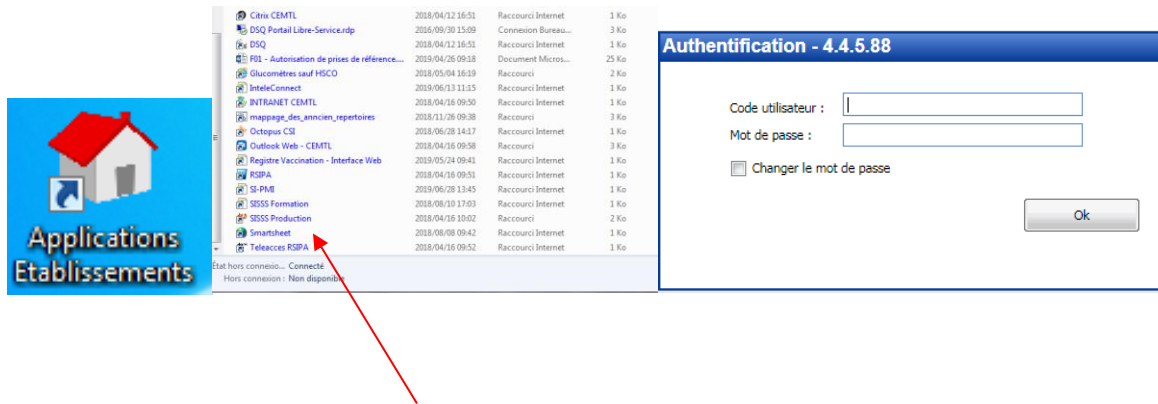 Applications
Etablissements
Citrix CEMTL 2018/04/12 16:51 Raccourci Internet 1 Ko
DSQ Portail Libre-Service.rdp 2016/09/30 15:09 Connexion Bureau... 3 Ko
DSQ 2018/04/12 16:51 Raccourci Internet 1 Ko
F01 - Autorisation de prises de référence.... 2019/04/26 09:18 Document Micros... 25 Ko
Glucomètres sauf HSCO 2018/05/04 16:19 Raccourci 2 Ko
InteleConnect 2019/06/13 11:15 Raccourci Internet 1 Ko
INTRANET CEMTL 2018/04/16 09:50 Raccourci Internet 1 Ko
mappage_des_anncien_repertoires 2018/11/26 09:38 Raccourci 3 Ko
Octopus CSI 2018/06/28 14:17 Raccourci Internet 1 Ko
Outlook Web - CEMTL 2018/04/16 09:58 Raccourci 3 Ko
Registre Vaccination - Interface Web 2019/05/24 09:41 Raccourci Internet 1 Ko
RSIPA 2018/04/16 09:51 Raccourci Internet 1 Ko
SI-PMI 2019/06/28 13:45 Raccourci Internet 1 Ko
SISSS Formation 2018/08/10 17:03 Raccourci Internet 2 Ko
SISSS Production 2018/04/16 10:02 Raccourci 2 Ko
Smartsheet 2018/08/08 09:42 Raccourci Internet 1 Ko
Teleacces RSIPA 2018/04/16 09:52 Raccourci Internet 1 Ko
État hors connexio... Connecté
Hors connexion : Non disponible
Authentification - 4.4.5.88
Code utilisateur :
Mot de passe :
Changer le mot de passe
Ok